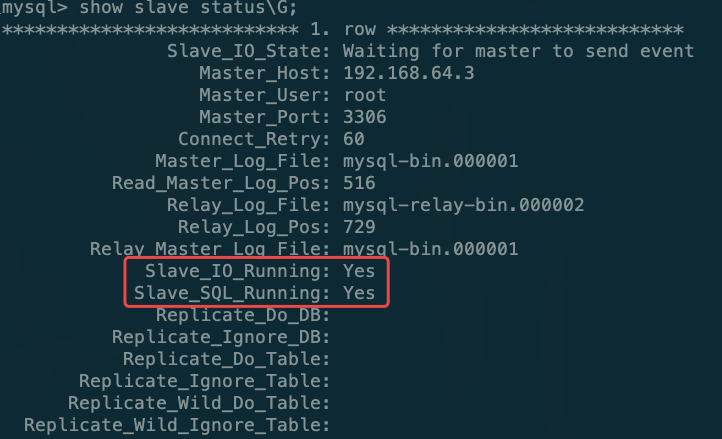 mysql> show slave status\G;
*************************** 1. row ***************************
Slave_IO_State: Waiting for master to send event
Master_Host: 192.168.64.3
Master_User: root
Master_Port: 3306
Connect_Retry: 60
Master_Log_File: mysql-bin.000001
Read_Master_Log_Pos: 516
Relay_Log_File: mysql-relay-bin.000002
Relay_Log_Pos: 729
Relay_Master_Log_File: mysql-bin.000001
Slave_IO_Running: Yes
Slave_SQL_Running: Yes
Replicate_Do_DB:
Replicate_Ignore_DB:
Replicate_Do_Table:
Replicate_Ignore_Table:
Replicate_Wild_Do_Table:
Replicate_Wild_Ignore_Table: